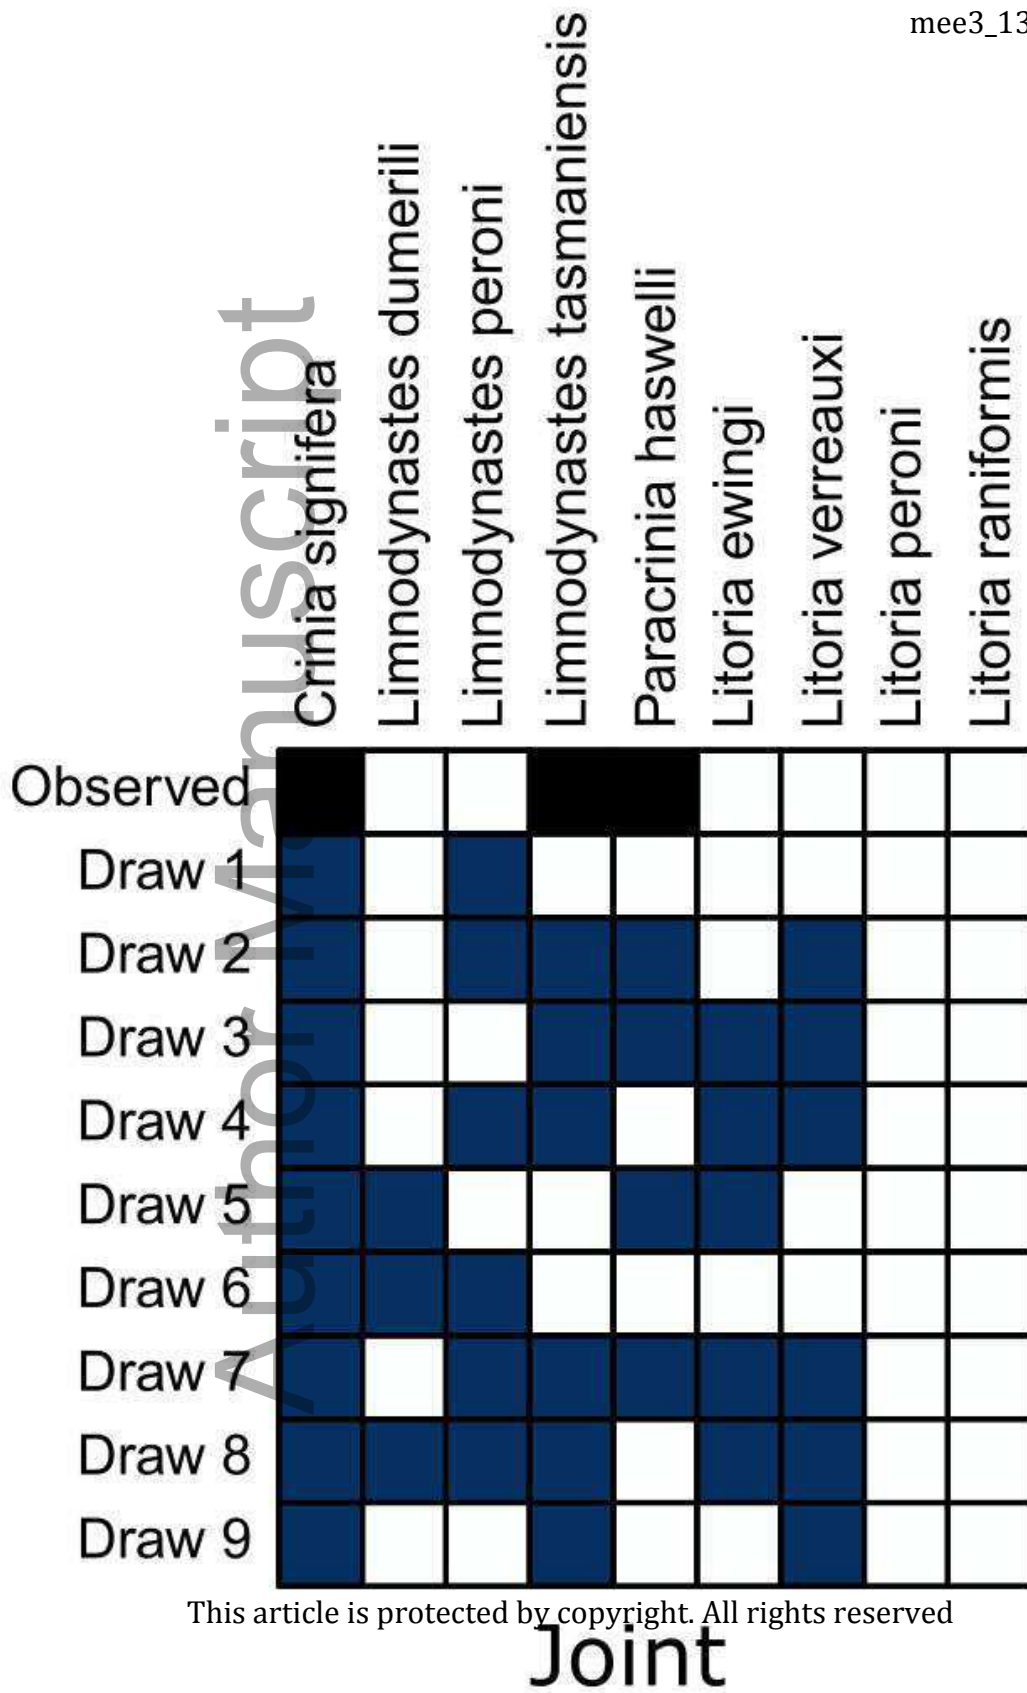 mee3_13
Crinia signifera
Limnodynastes dumerili
Limnodynastes peroni
Limnodynastes tasmaniensis
Paracrinia haswelli
Litoria ewingi
Litoria verreauxi
Litoria peroni
Litoria raniformis
Author Manuscript
Observed
Draw 1
Draw 2
Draw 3
Draw 4
Draw 5
Draw 6
Draw 7
Draw 8
Draw 9
This article is protected by copyright. All rights reserved
Joint